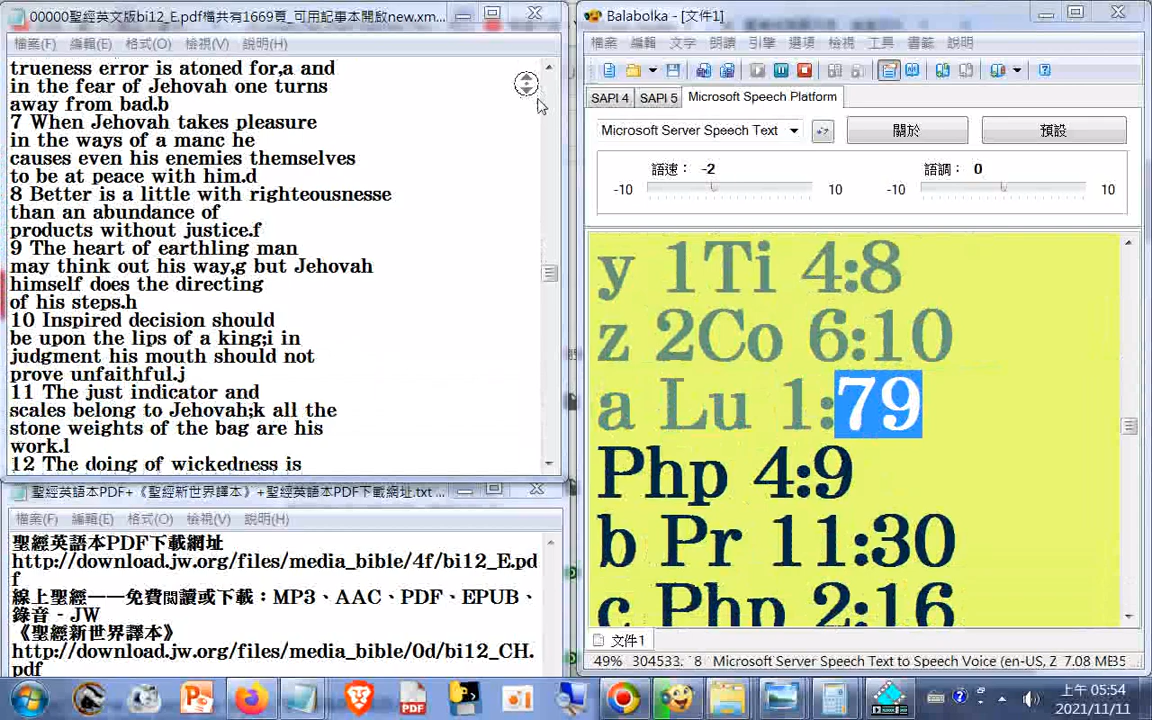 00000聖經英文版bi12_E.pdf檔共有1669頁_可用記事本開啟new.xm...
檔案(F) 編輯(E) 格式(O) 檢視(V) 說明(H)
trueness error is atoned for,a and
in the fear of Jehovah one turns
away from bad.b
7 When Jehovah takes pleasure
in the ways of a manc he
causes even his enemies themselves
to be at peace with him.d
8 Better is a little with righteousnesse
than an abundance of
products without justice.f
9 The heart of earthling man
may think out his way,g but Jehovah
himself does the directing
of his steps.h
10 Inspired decision should
be upon the lips of a king;i in
judgment his mouth should not
prove unfaithful.j
11 The just indicator and
scales belong to Jehovah;k all the
stone weights of the bag are his
work.l
12 The doing of wickedness is
聖經英語本PDF+《聖經新世界譯本》+聖經英語本PDF下載網址.txt ...
檔案(F) 編輯(E) 格式(O) 檢視(V) 說明(H)
聖經英語本PDF下載網址
http://download.jw.org/files/media_bible/4f/bi12_E.pd
f
線上聖經——免費閱讀或下載：MP3、AAC、PDF、EPUB、
錄音 - JW
《聖經新世界譯本》
http://download.jw.org/files/media_bible/0d/bi12_CH.
pdf
Balabolka - [文件1]
檔案 編輯 文字 朗讀 引擎 選項 檢視 工具 書籤 說明
SAPI 4 SAPI 5 Microsoft Speech Platform
Microsoft Server Speech Text 關於 預設
語速： -2 語調： 0
-10 10 -10 10
y 1Ti 4:8
z 2Co 6:10
a Lu 1:79
Php 4:9
b Pr 11:30
c Php 2:16
文件1
49% 304533. 8 Microsoft Server Speech Text to Speech Voice (en-US, Z 7.08 MB
上午 05:54
2021/11/11